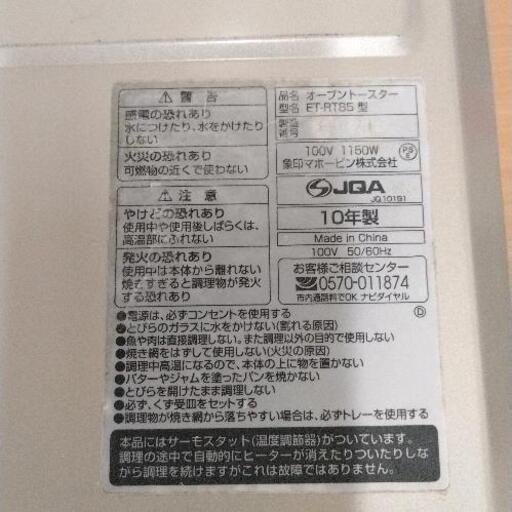 ⚠ 警告
感電の恐れあり
水につけたり、水をかけたり
しない
火災の恐れあり
可燃物の近くで使わない
⚠ 注意
やけどの恐れあり
使用中や使用後しばらくは、
高温部にふれない
発火の恐れあり
使用中は本体から離れない
焼もすぎると調理物が発火
する恐れあり
品名 オーブントースター
型名 ET-RT85 型
製造
番号
100V 1150W
象印マホービン株式会社
PS
E
JQA
JQ10191
10年製
Made in China
100V 50/60Hz
お客様ご相談センター
0570-011874
市内通話料でOK ナビダイヤル
●電源は、必ずコンセントを使用する
●とびらのガラスに水をかけない(割れる原因)
●魚や肉は直接調理しない。また調理以外の目的で使用しない
●焼き網をはずして使用しない(火災の原因)
●調理中高温になるので、本体の上に物を置かない
●バターやジャムを塗ったパンを焼かない
●とびらを開けたまま調理しない
●必ず、くず受皿をセットする
●調理物が焼き網から落ちやすい場合は、必ずトレーを使用する
D
本品にはサーモスタット(温度調節器)がついています。
調理の途中で自動的にヒーターが消えたりついたりしな
がら調理を続けますがこれは故障ではありません。